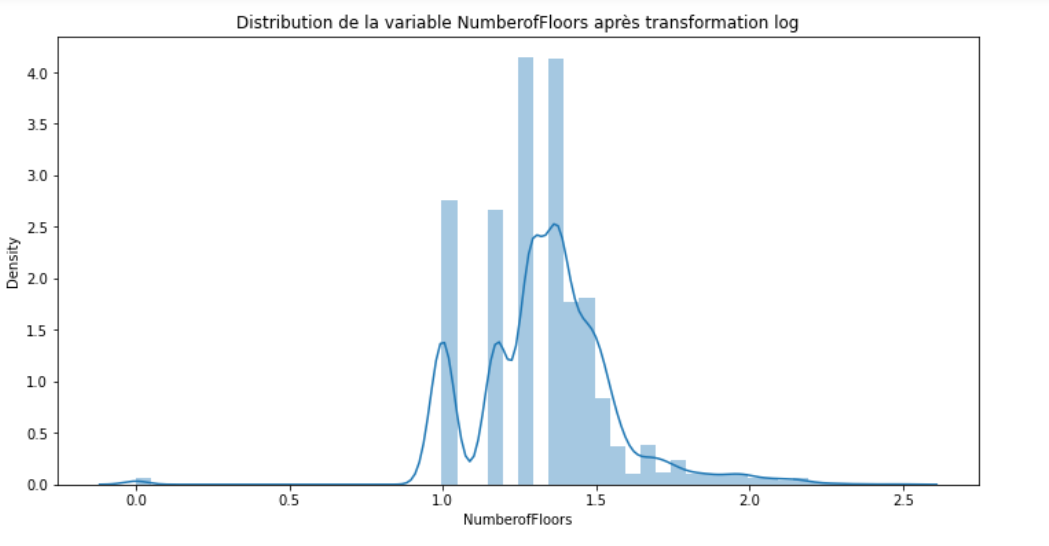 Distribution de la variable NumberofFloors après transformation log
4.0
3.5
3.0
2.5
2.0
1.5
1.0
0.5
0.0
Density
0.0 0.5 1.0 1.5 2.0 2.5
NumberofFloors